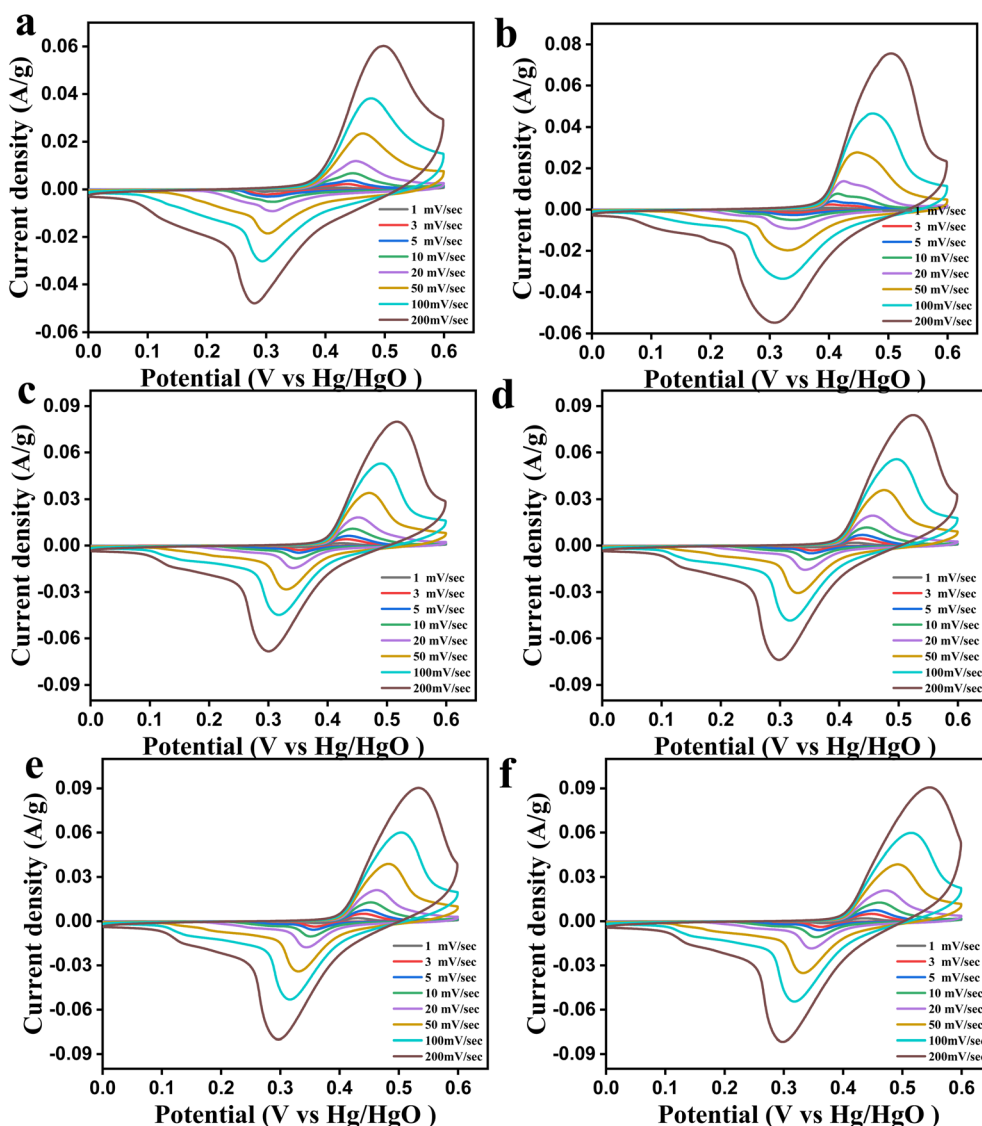 a
Current density (A/g)
0.06
0.04
0.02
0.00
-0.02
-0.04
-0.06
1 mV/sec
3 mV/sec
5 mV/sec
10 mV/sec
20 mV/sec
50 mV/sec
100mV/sec
200mV/sec
0.0 0.1 0.2 0.3 0.4 0.5 0.6
Potential (V vs Hg/HgO )
b
Current density (A/g)
0.08
0.06
0.04
0.02
0.00
-0.02
-0.04
-0.06
1 mV/sec
3 mV/sec
5 mV/sec
10 mV/sec
20 mV/sec
50 mV/sec
100mV/sec
200mV/sec
0.0 0.1 0.2 0.3 0.4 0.5 0.6
Potential (V vs Hg/HgO )
c
Current density (A/g)
0.09
0.06
0.03
0.00
-0.03
-0.06
-0.09
1 mV/sec
3 mV/sec
5 mV/sec
10 mV/sec
20 mV/sec
50 mV/sec
100mV/sec
200mV/sec
0.0 0.1 0.2 0.3 0.4 0.5 0.6
Potential (V vs Hg/HgO )
d
Current density (A/g)
0.09
0.06
0.03
0.00
-0.03
-0.06
-0.09
1 mV/sec
3 mV/sec
5 mV/sec
10 mV/sec
20 mV/sec
50 mV/sec
100mV/sec
200mV/sec
0.0 0.1 0.2 0.3 0.4 0.5 0.6
Potential (V vs Hg/HgO )
e
Current density (A/g)
0.09
0.06
0.03
0.00
-0.03
-0.06
-0.09
1 mV/sec
3 mV/sec
5 mV/sec
10 mV/sec
20 mV/sec
50 mV/sec
100mV/sec
200mV/sec
0.0 0.1 0.2 0.3 0.4 0.5 0.6
Potential (V vs Hg/HgO )
f
Current density (A/g)
0.09
0.06
0.03
0.00
-0.03
-0.06
-0.09
1 mV/sec
3 mV/sec
5 mV/sec
10 mV/sec
20 mV/sec
50 mV/sec
100mV/sec
200mV/sec
0.0 0.1 0.2 0.3 0.4 0.5 0.6
Potential (V vs Hg/HgO )